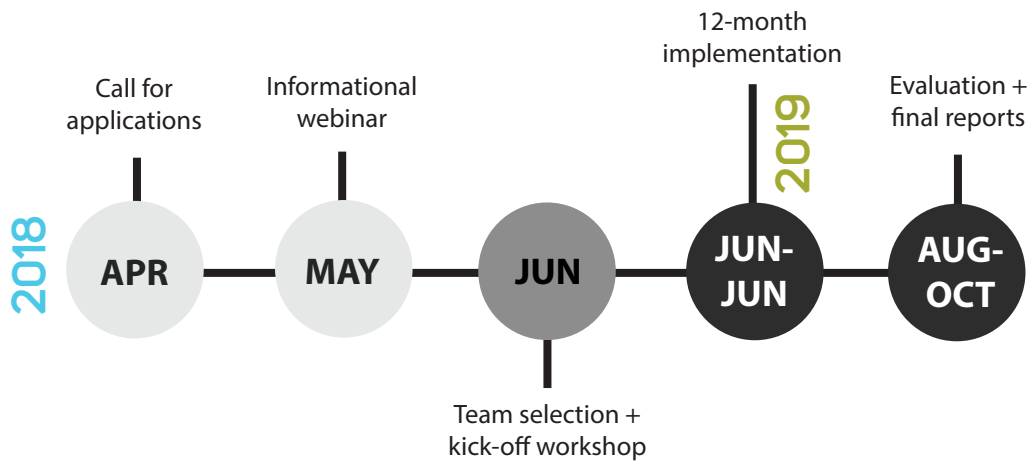 2018
Call for
applications
APR
Informational
webinar
MAY
JUN
Team selection +
kick-off workshop
12-month
implementation
2019
JUN-
JUN
Evaluation +
final reports
AUG-
OCT